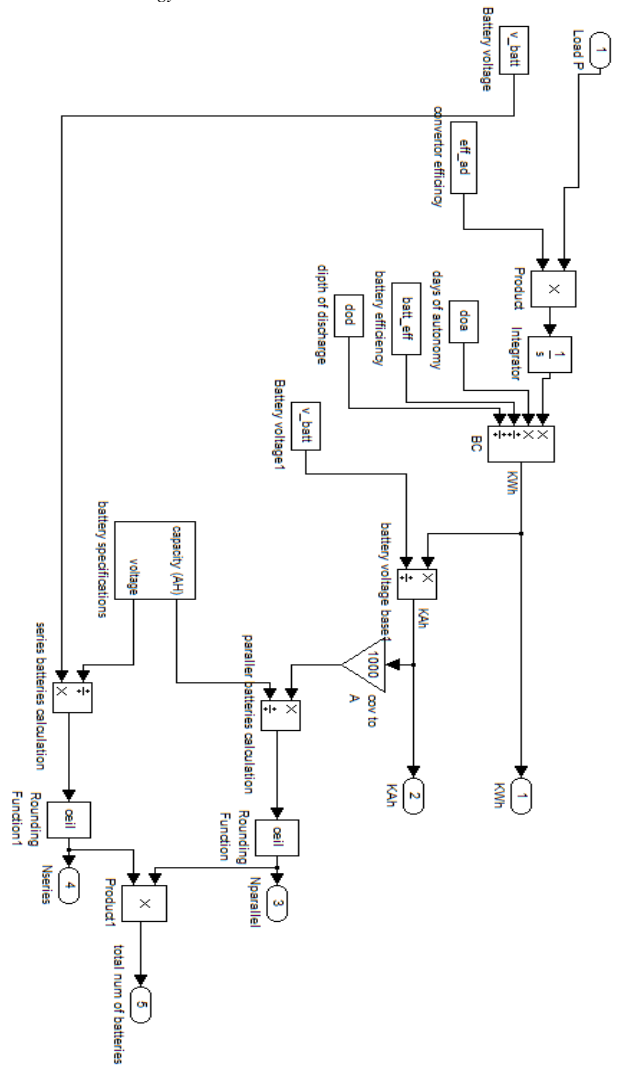 1
Load P
v_batt
Battery voltage
eff_ad
convertor efficincy
X
Product
1
s
Integrator
doa
days of autonomy
batt_eff
battery efficiency
dod
dipth of discharge
X
X
÷
÷
BC
KWh
1
KWh
v_batt
Battery voltage1
X
÷
battery voltage base1
KAh
2
KAh
1000
cov to
A
capacity (AH)
voltage
battery specifications
X
÷
paraller batteries calculation
ceil
Rounding
Function
3
Nparallel
÷
X
series batteries calculation
ceil
Rounding
Function1
4
Nseries
X
Product1
5
total num of batteries